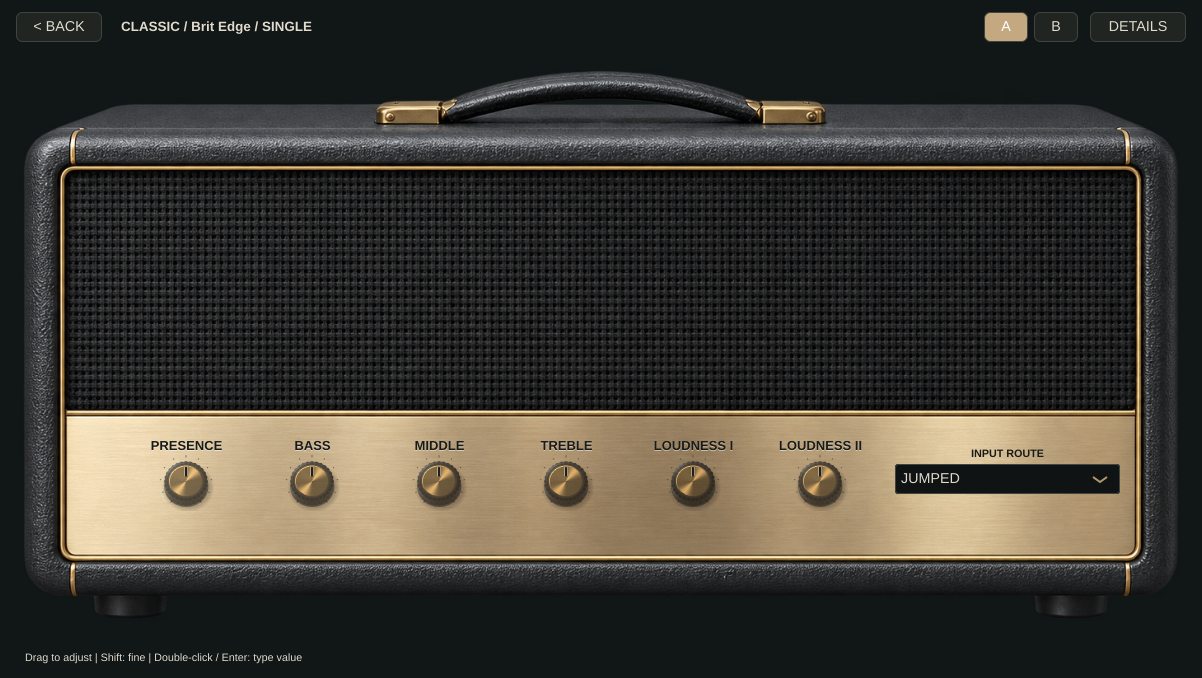 < BACK
CLASSIC / Brit Edge / SINGLE
A
B
DETAILS
PRESENCE
BASS
MIDDLE
TREBLE
LOUDNESS I
LOUDNESS II
INPUT ROUTE
JUMPED
Drag to adjust | Shift: fine | Double-click / Enter: type value